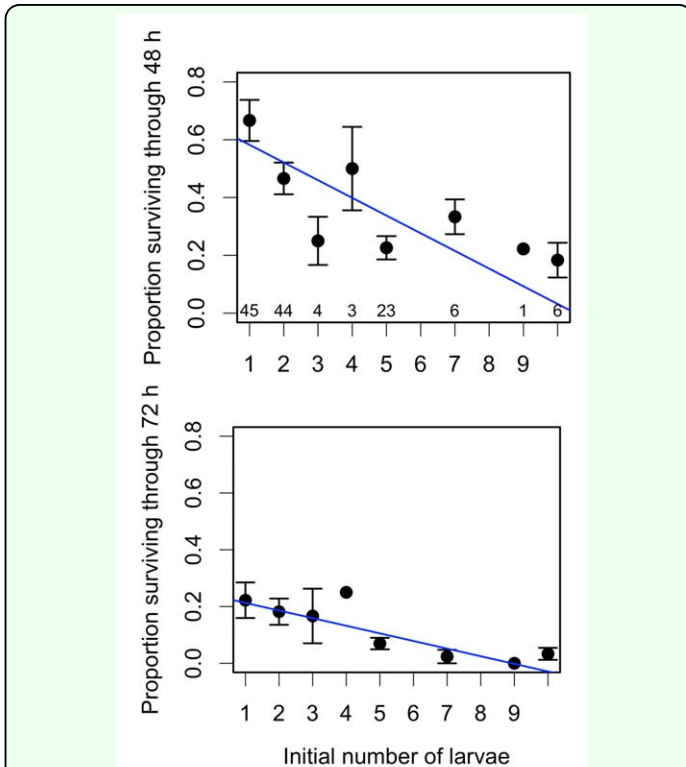 Proportion surviving through 48 h
0.8
0.6
0.4
0.2
0.0
45 44 4 3 23 6 1 6
1 2 3 4 5 6 7 8 9
Proportion surviving through 72 h
0.8
0.6
0.4
0.2
0.0
1 2 3 4 5 6 7 8 9
Initial number of larvae